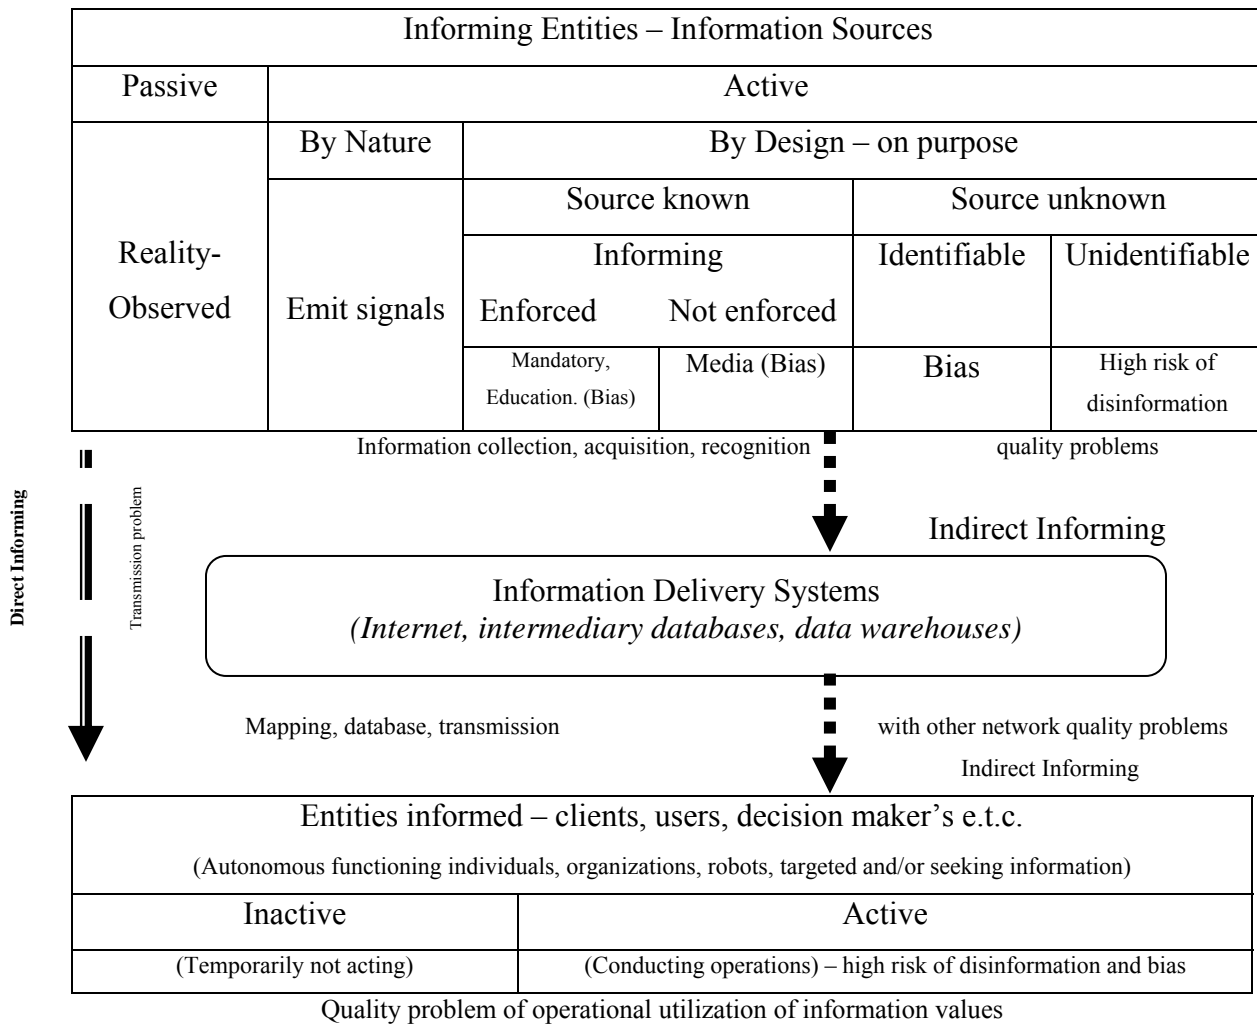 Informing Entities – Information Sources
Passive
Active
By Nature
By Design – on purpose
Source known
Source unknown
Reality-
Observed
Emit signals
Informing
Enforced
Not enforced
Identifiable
Unidentifiable
Mandatory,
Education. (Bias)
Media (Bias)
Bias
High risk of
disinformation
Information collection, acquisition, recognition
quality problems
Direct Informing
Transmission problem
Indirect Informing
Information Delivery Systems
(Internet, intermediary databases, data warehouses)
Mapping, database, transmission
with other network quality problems
Indirect Informing
Entities informed – clients, users, decision maker’s e.t.c.
(Autonomous functioning individuals, organizations, robots, targeted and/or seeking information)
Inactive
Active
(Temporarily not acting)
(Conducting operations) – high risk of disinformation and bias
Quality problem of operational utilization of information values